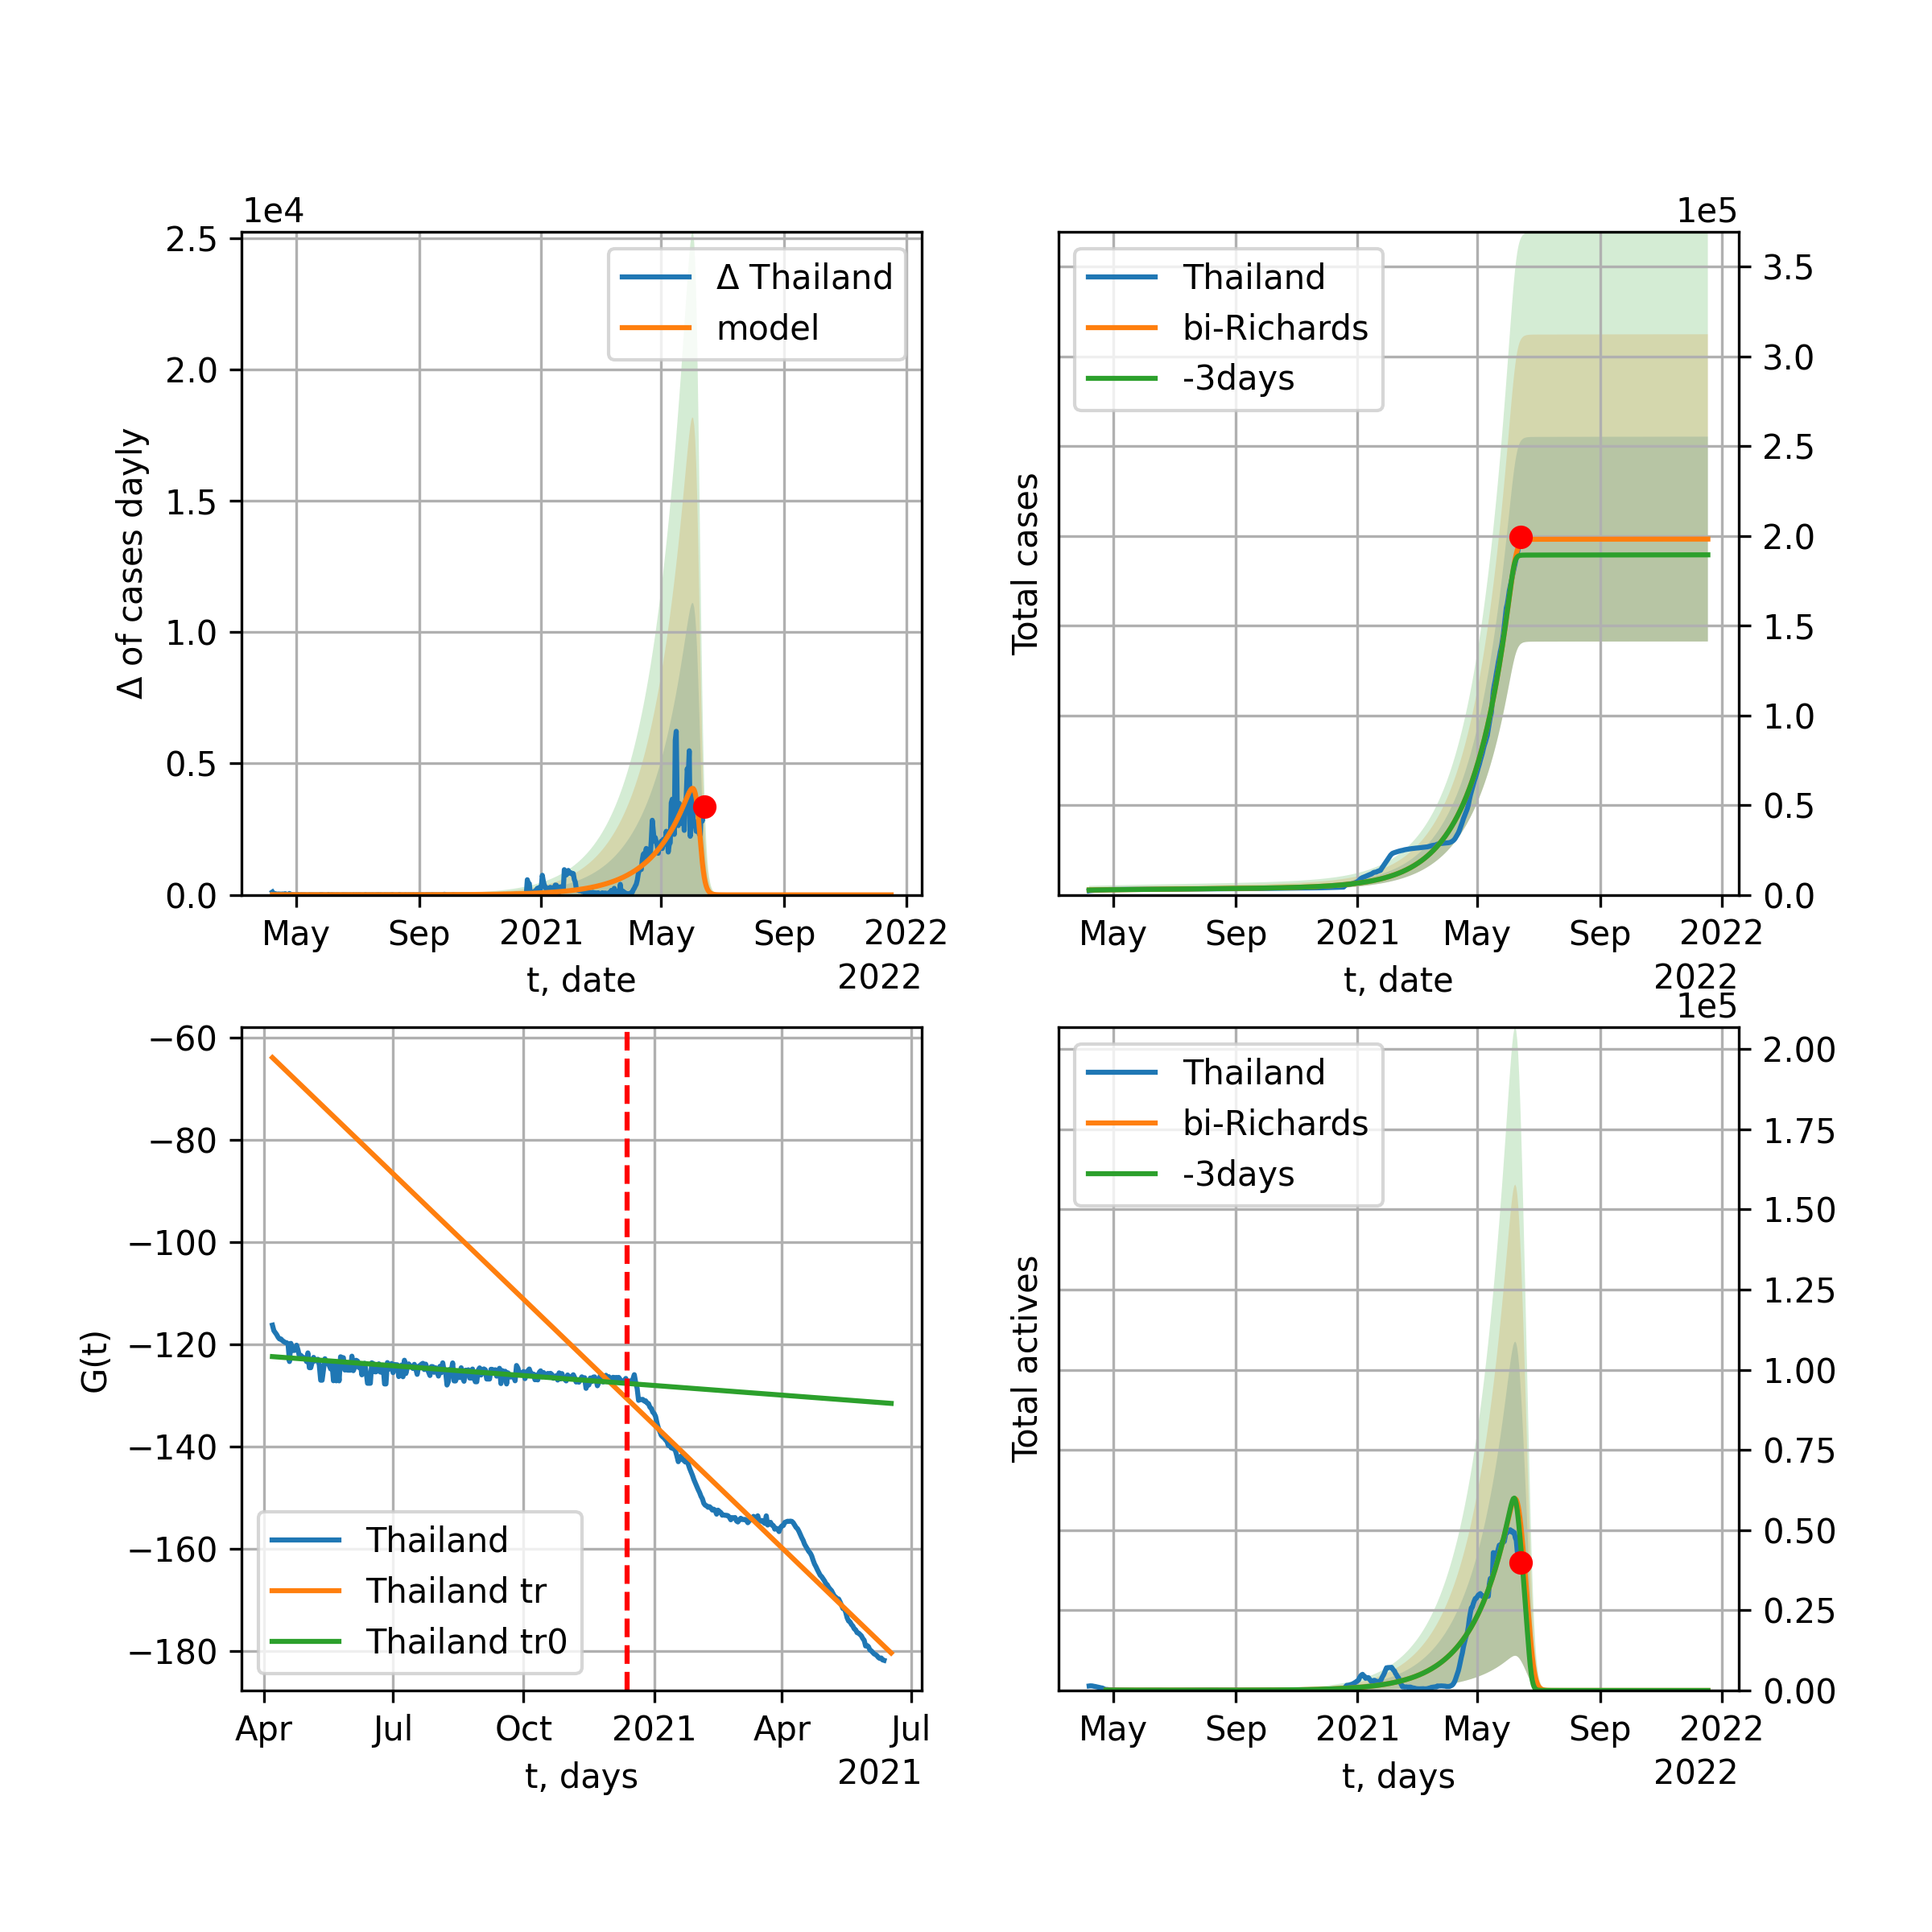 1e4
2.5
2.0
1.5
1.0
0.5
0.0
Δ of cases dayly
Δ Thailand
model
May Sep 2021 May Sep 2022
t, date
2022
1e5
3.5
3.0
2.5
2.0
1.5
1.0
0.5
0.0
Total cases
Thailand
bi-Richards
-3days
May Sep 2021 May Sep 2022
t, date
2022
−60
−80
−100
−120
−140
−160
−180
G(t)
Thailand
Thailand tr
Thailand tr0
Apr Jul Oct 2021 Apr Jul
t, days
2021
1e5
2.00
1.75
1.50
1.25
1.00
0.75
0.50
0.25
0.00
Total actives
Thailand
bi-Richards
-3days
May Sep 2021 May Sep 2022
t, days
2022